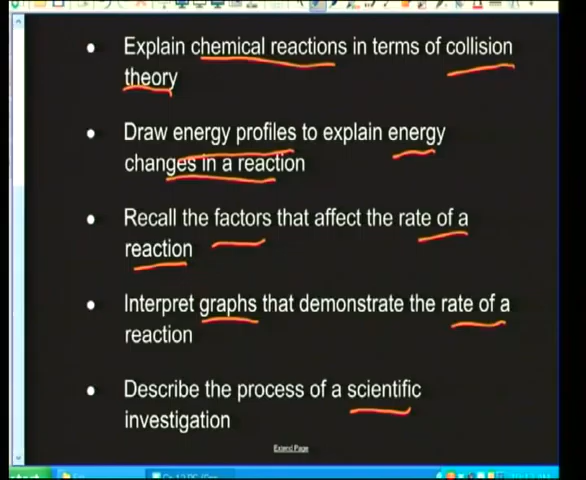 • Explain chemical reactions in terms of collision
theory
• Draw energy profiles to explain energy
changes in a reaction
• Recall the factors that affect the rate of a
reaction
• Interpret graphs that demonstrate the rate of a
reaction
• Describe the process of a scientific
investigation
Extend Page